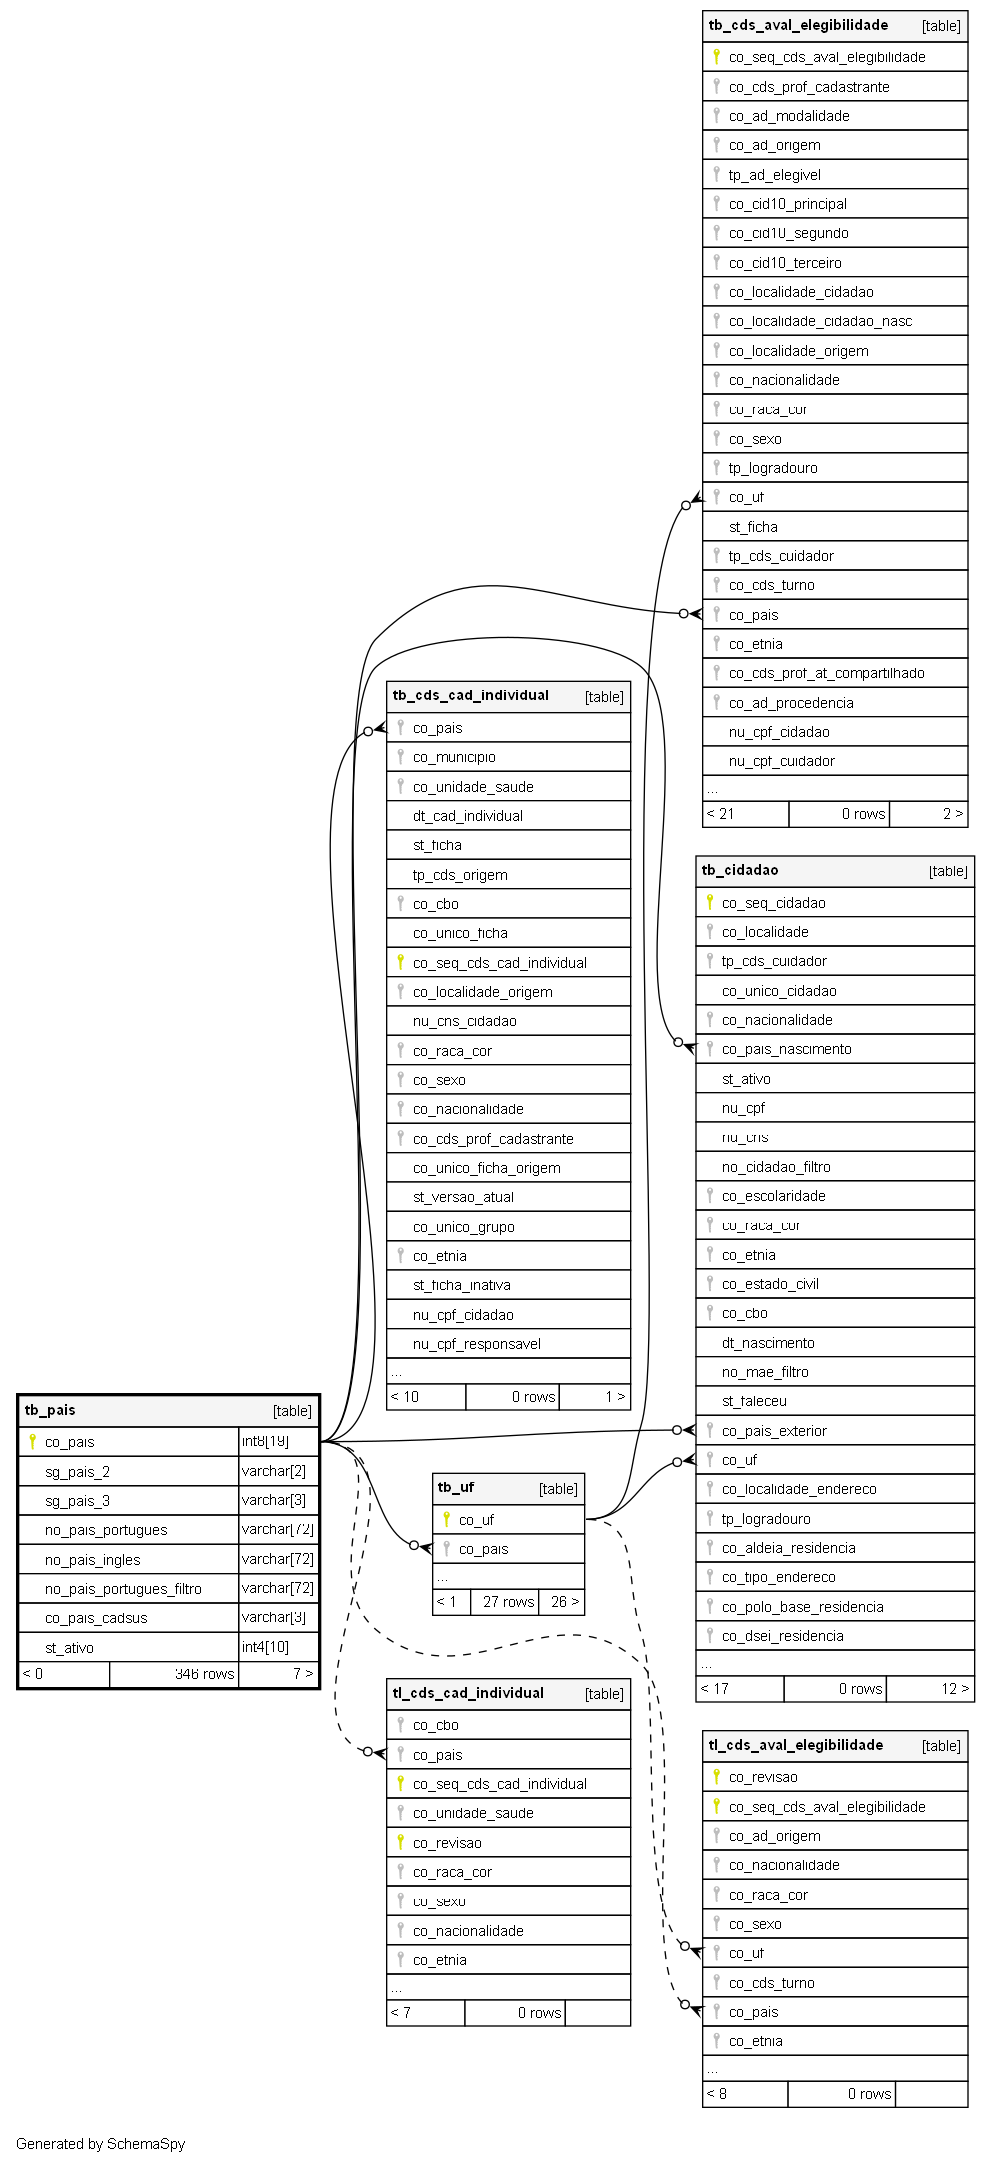 tb_cds_aval_elegibilidade [table]
co_seq_cds_aval_elegibilidade
co_cds_prof_cadastrante
co_ad_modalidade
co_ad_origem
tp_ad_elegivel
co_cid10_principal
co_cid10_segundo
co_cid10_terceiro
co_localidade_cidadao
co_localidade_cidadao_nasc
co_localidade_origem
co_nacionalidade
co_raca_cor
co_sexo
tp_logradouro
co_uf
st_ficha
tp_cds_cuidador
co_cds_turno
co_pais
co_etnia
co_cds_prof_at_compartilhado
co_ad_procedencia
nu_cpf_cidadao
nu_cpf_cuidador
...
< 21 0 rows 2 >
tb_cds_cad_individual [table]
co_pais
co_municipio
co_unidade_saude
dt_cad_individual
st_ficha
tp_cds_origem
co_cbo
co_unico_ficha
co_seq_cds_cad_individual
co_localidade_origem
nu_cns_cidadao
co_raca_cor
co_sexo
co_nacionalidade
co_cds_prof_cadastrante
co_unico_ficha_origem
st_versao_atual
co_unico_grupo
co_etnia
st_ficha_inativa
nu_cpf_cidadao
nu_cpf_responsavel
...
< 10 0 rows 1 >
tb_cidadao [table]
co_seq_cidadao
co_localidade
tp_cds_cuidador
co_unico_cidadao
co_nacionalidade
co_pais_nascimento
st_ativo
nu_cpf
nu_cns
no_cidadao_filtro
co_escolaridade
co_raca_cor
co_etnia
co_estado_civil
co_cbo
dt_nascimento
no_mae_filtro
st_faleceu
co_pais_exterior
co_uf
co_localidade_endereco
tp_logradouro
co_aldeia_residencia
co_tipo_endereco
co_polo_base_residencia
co_dsei_residencia
...
< 17 0 rows 12 >
tb_pais [table]
co_pais int8[19]
sg_pais_2 varchar[2]
sg_pais_3 varchar[3]
no_pais_portugues varchar[72]
no_pais_ingles varchar[72]
no_pais_portugues_filtro varchar[72]
co_pais_cadsus varchar[3]
st_ativo int4[10]
< 0 346 rows 7 >
tb_uf [table]
co_uf
co_pais
...
< 1 27 rows 26 >
tl_cds_cad_individual [table]
co_cbo
co_pais
co_seq_cds_cad_individual
co_unidade_saude
co_revisao
co_raca_cor
co_sexo
co_nacionalidade
co_etnia
...
< 7 0 rows
tl_cds_aval_elegibilidade [table]
co_revisao
co_seq_cds_aval_elegibilidade
co_ad_origem
co_nacionalidade
co_raca_cor
co_sexo
co_uf
co_cds_turno
co_pais
co_etnia
...
< 8 0 rows
Generated by SchemaSpy